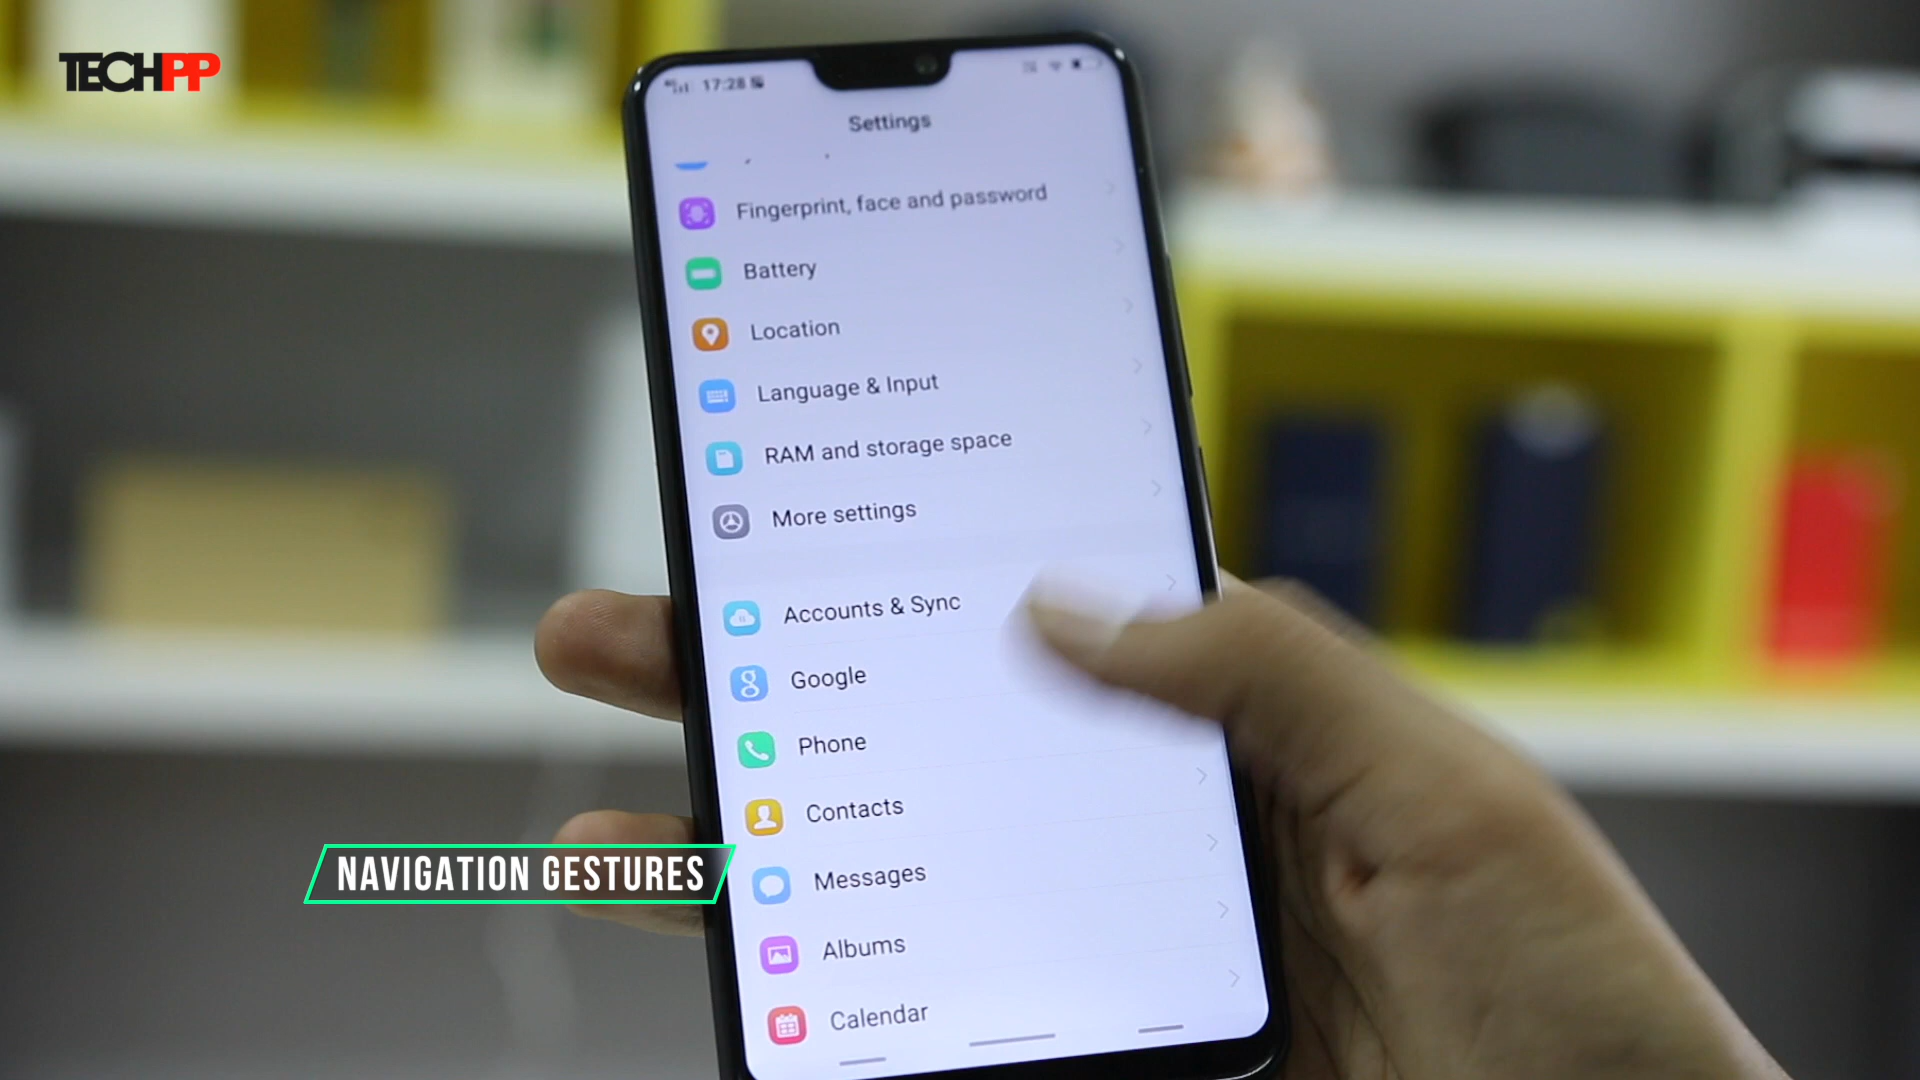 TECHPP
17:28
Settings
Fingerprint, face and password
Battery
Location
Language & Input
RAM and storage space
More settings
Accounts & Sync
Google
Phone
Contacts
NAVIGATION GESTURES
Messages
Albums
Calendar